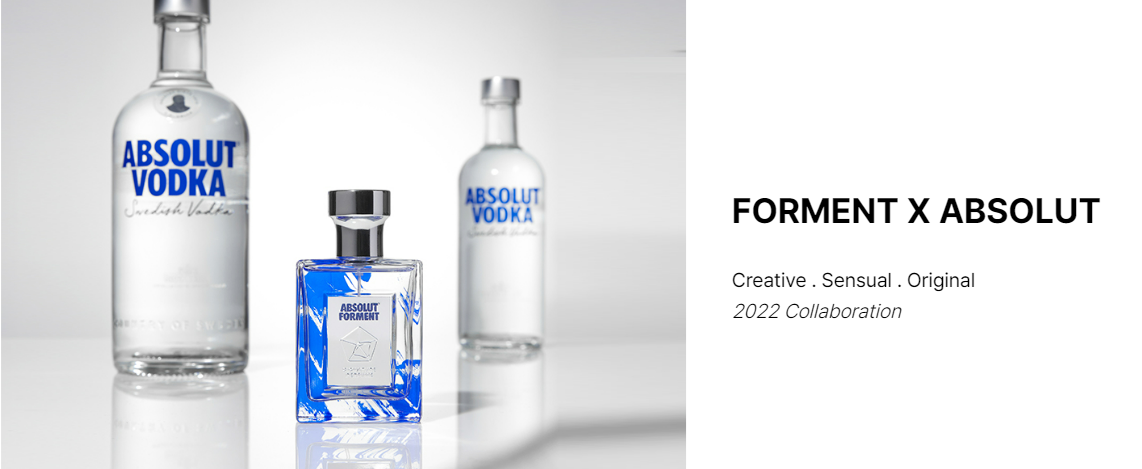 ABSOLUT
VODKA
Swedish Vodka
ABSOLUT
FORMENT
ABSOLUT
VODKA
Swedish Vodka
FORMENT X ABSOLUT
Creative . Sensual . Original
2022 Collaboration